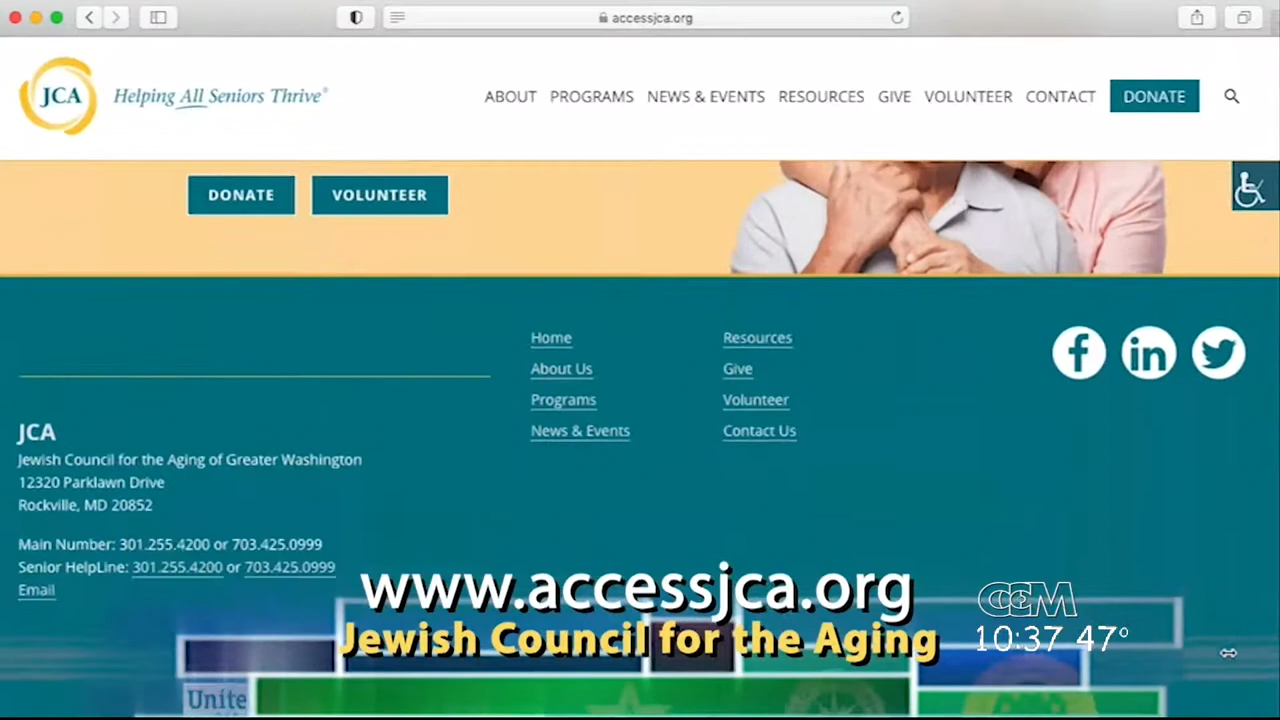 accessjca.org
JCA
Helping All Seniors Thrive®
ABOUT PROGRAMS NEWS & EVENTS RESOURCES GIVE VOLUNTEER CONTACT DONATE
DONATE VOLUNTEER
Home
About Us
Programs
News & Events
Resources
Give
Volunteer
Contact Us
f in
JCA
Jewish Council for the Aging of Greater Washington
12320 Parklawn Drive
Rockville, MD 20852
Main Number: 301.255.4200 or 703.425.0999
Senior HelpLine: 301.255.4200 or 703.425.0999
Email
www.accessjca.org
Jewish Council for the Aging
CCM
10:37 47°
Unite